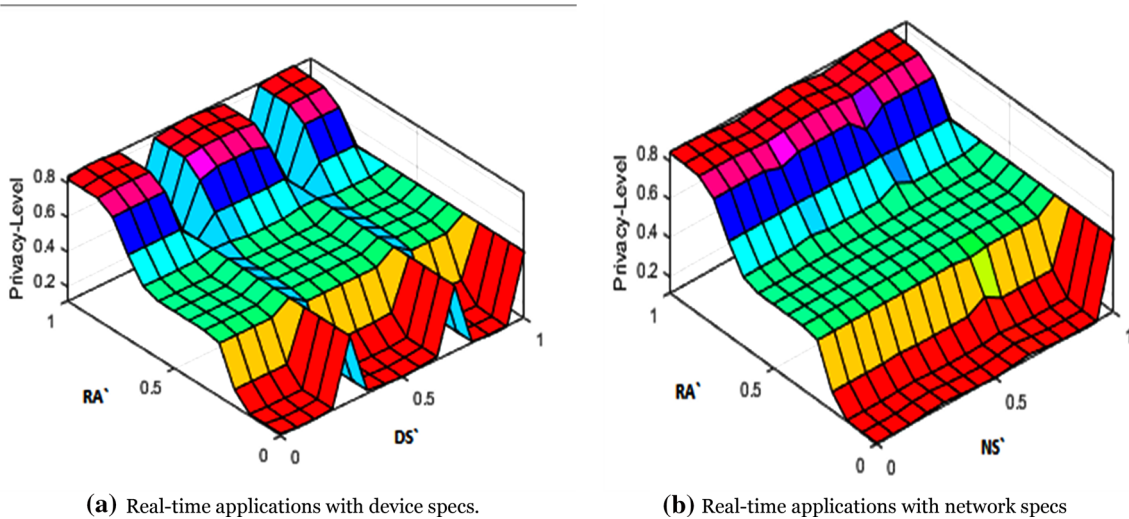 0.8
0.6
0.4
0.2
Privacy-Level
1
0.5
0
RA`
0
0.5
1
DS`
(a) Real-time applications with device specs.
0.8
0.6
0.4
0.2
Privacy-Level
1
0.5
0
RA`
0
0.5
1
NS`
(b) Real-time applications with network specs